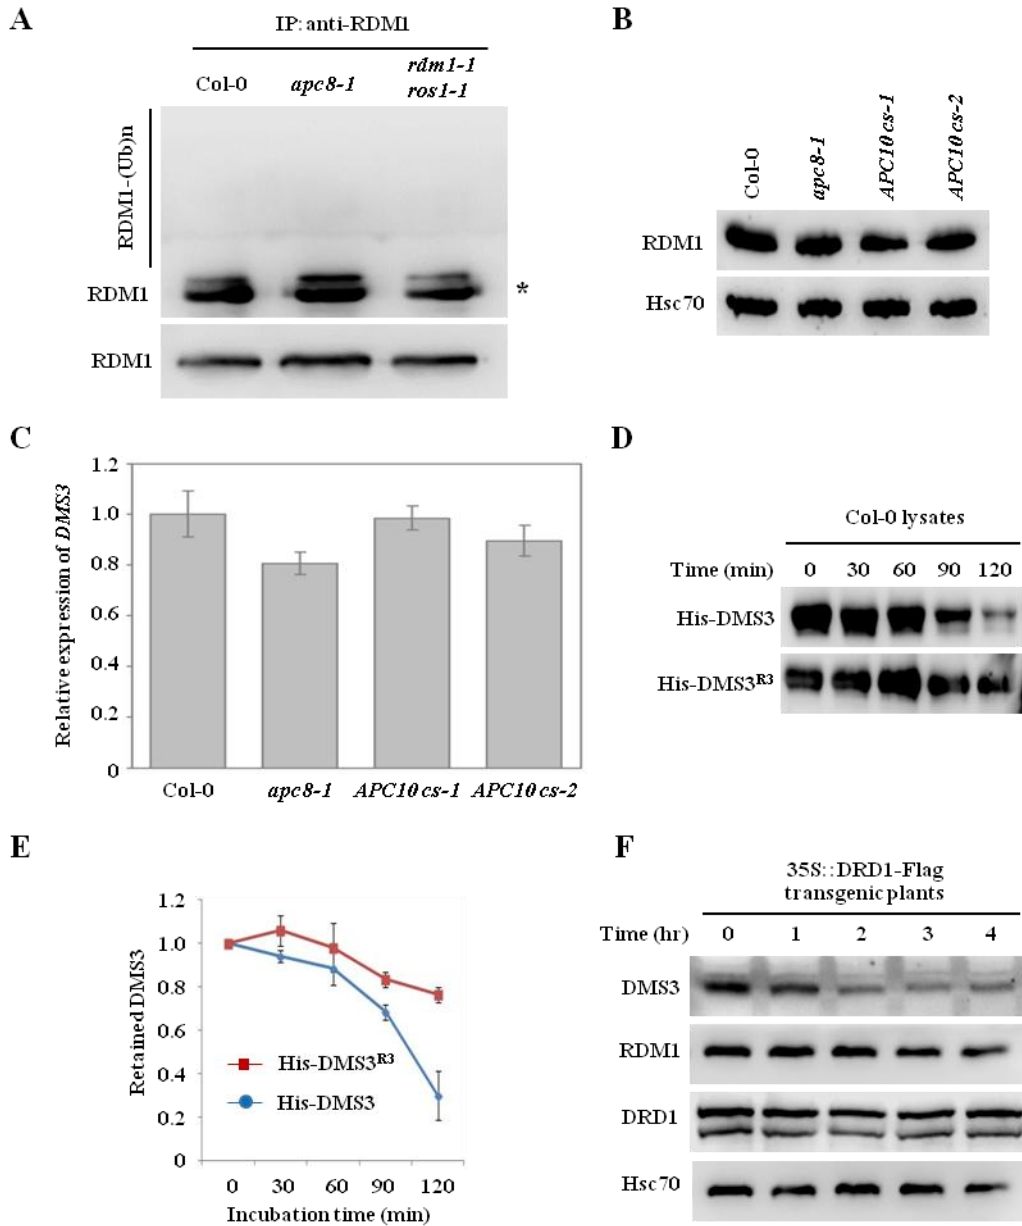 A
IP: anti-RDM1
Col-0
apc8-1
rdm1-1
ros1-1
RDM1-(Ub)n
RDM1
*
RDM1
B
Col-0
apc8-1
APC10 cs-1
APC10 cs-2
RDM1
Hsc70
C
Relative expression of DMS3
1.2
1.0
0.8
0.6
0.4
0.2
0
Col-0
apc8-1
APC10 cs-1
APC10 cs-2
D
Col-0 lysates
Time (min) 0 30 60 90 120
His-DMS3
His-DMS3R3
E
Retained DMS3
1.2
1.0
0.8
0.6
0.4
0.2
0
His-DMS3R3
His-DMS3
0 30 60 90 120
Incubation time (min)
F
35S::DRD1-Flag
transgenic plants
Time (hr) 0 1 2 3 4
DMS3
RDM1
DRD1
Hsc70